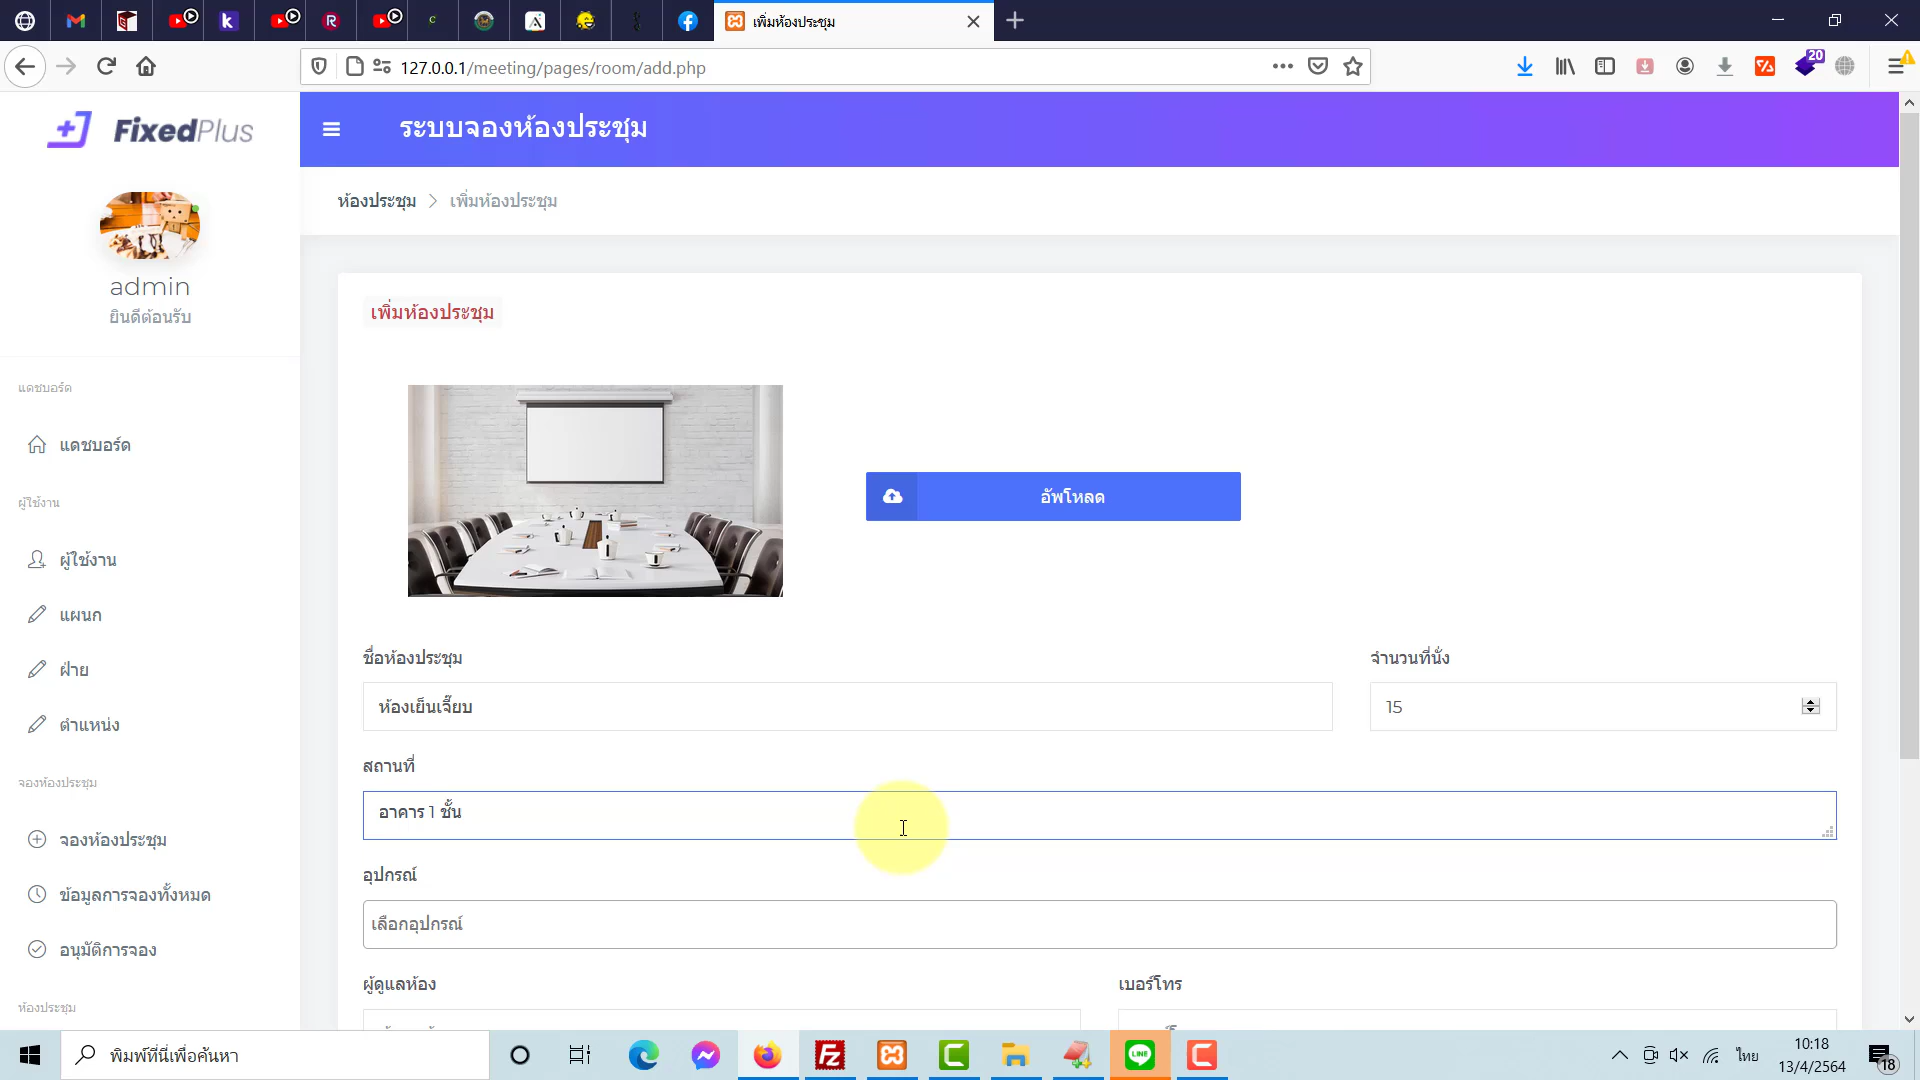 เพิ่มห้องประชุม
127.0.0.1/meeting/pages/room/add.php
20
FixedPlus
ระบบจองห้องประชุม
ห้องประชุม
เพิ่มห้องประชุม
admin
ยินดีต้อนรับ
เพิ่มห้องประชุม
แดชบอร์ด
แดชบอร์ด
ผู้ใช้งาน
ผู้ใช้งาน
แผนก
ฝ่าย
ตำแหน่ง
จองห้องประชุม
จองห้องประชุม
ข้อมูลการจองทั้งหมด
อนุมัติการจอง
ห้องประชุม
อัพโหลด
ชื่อห้องประชุม
จำนวนที่นั่ง
ห้องเย็นเจี๊ยบ
15
สถานที่
อาคาร 1 ชั้น
อุปกรณ์
เลือกอุปกรณ์
ผู้ดูแลห้อง
เบอร์โทร
พิมพ์ที่นี่เพื่อค้นหา
ไทย
10:18
13/4/2564
18